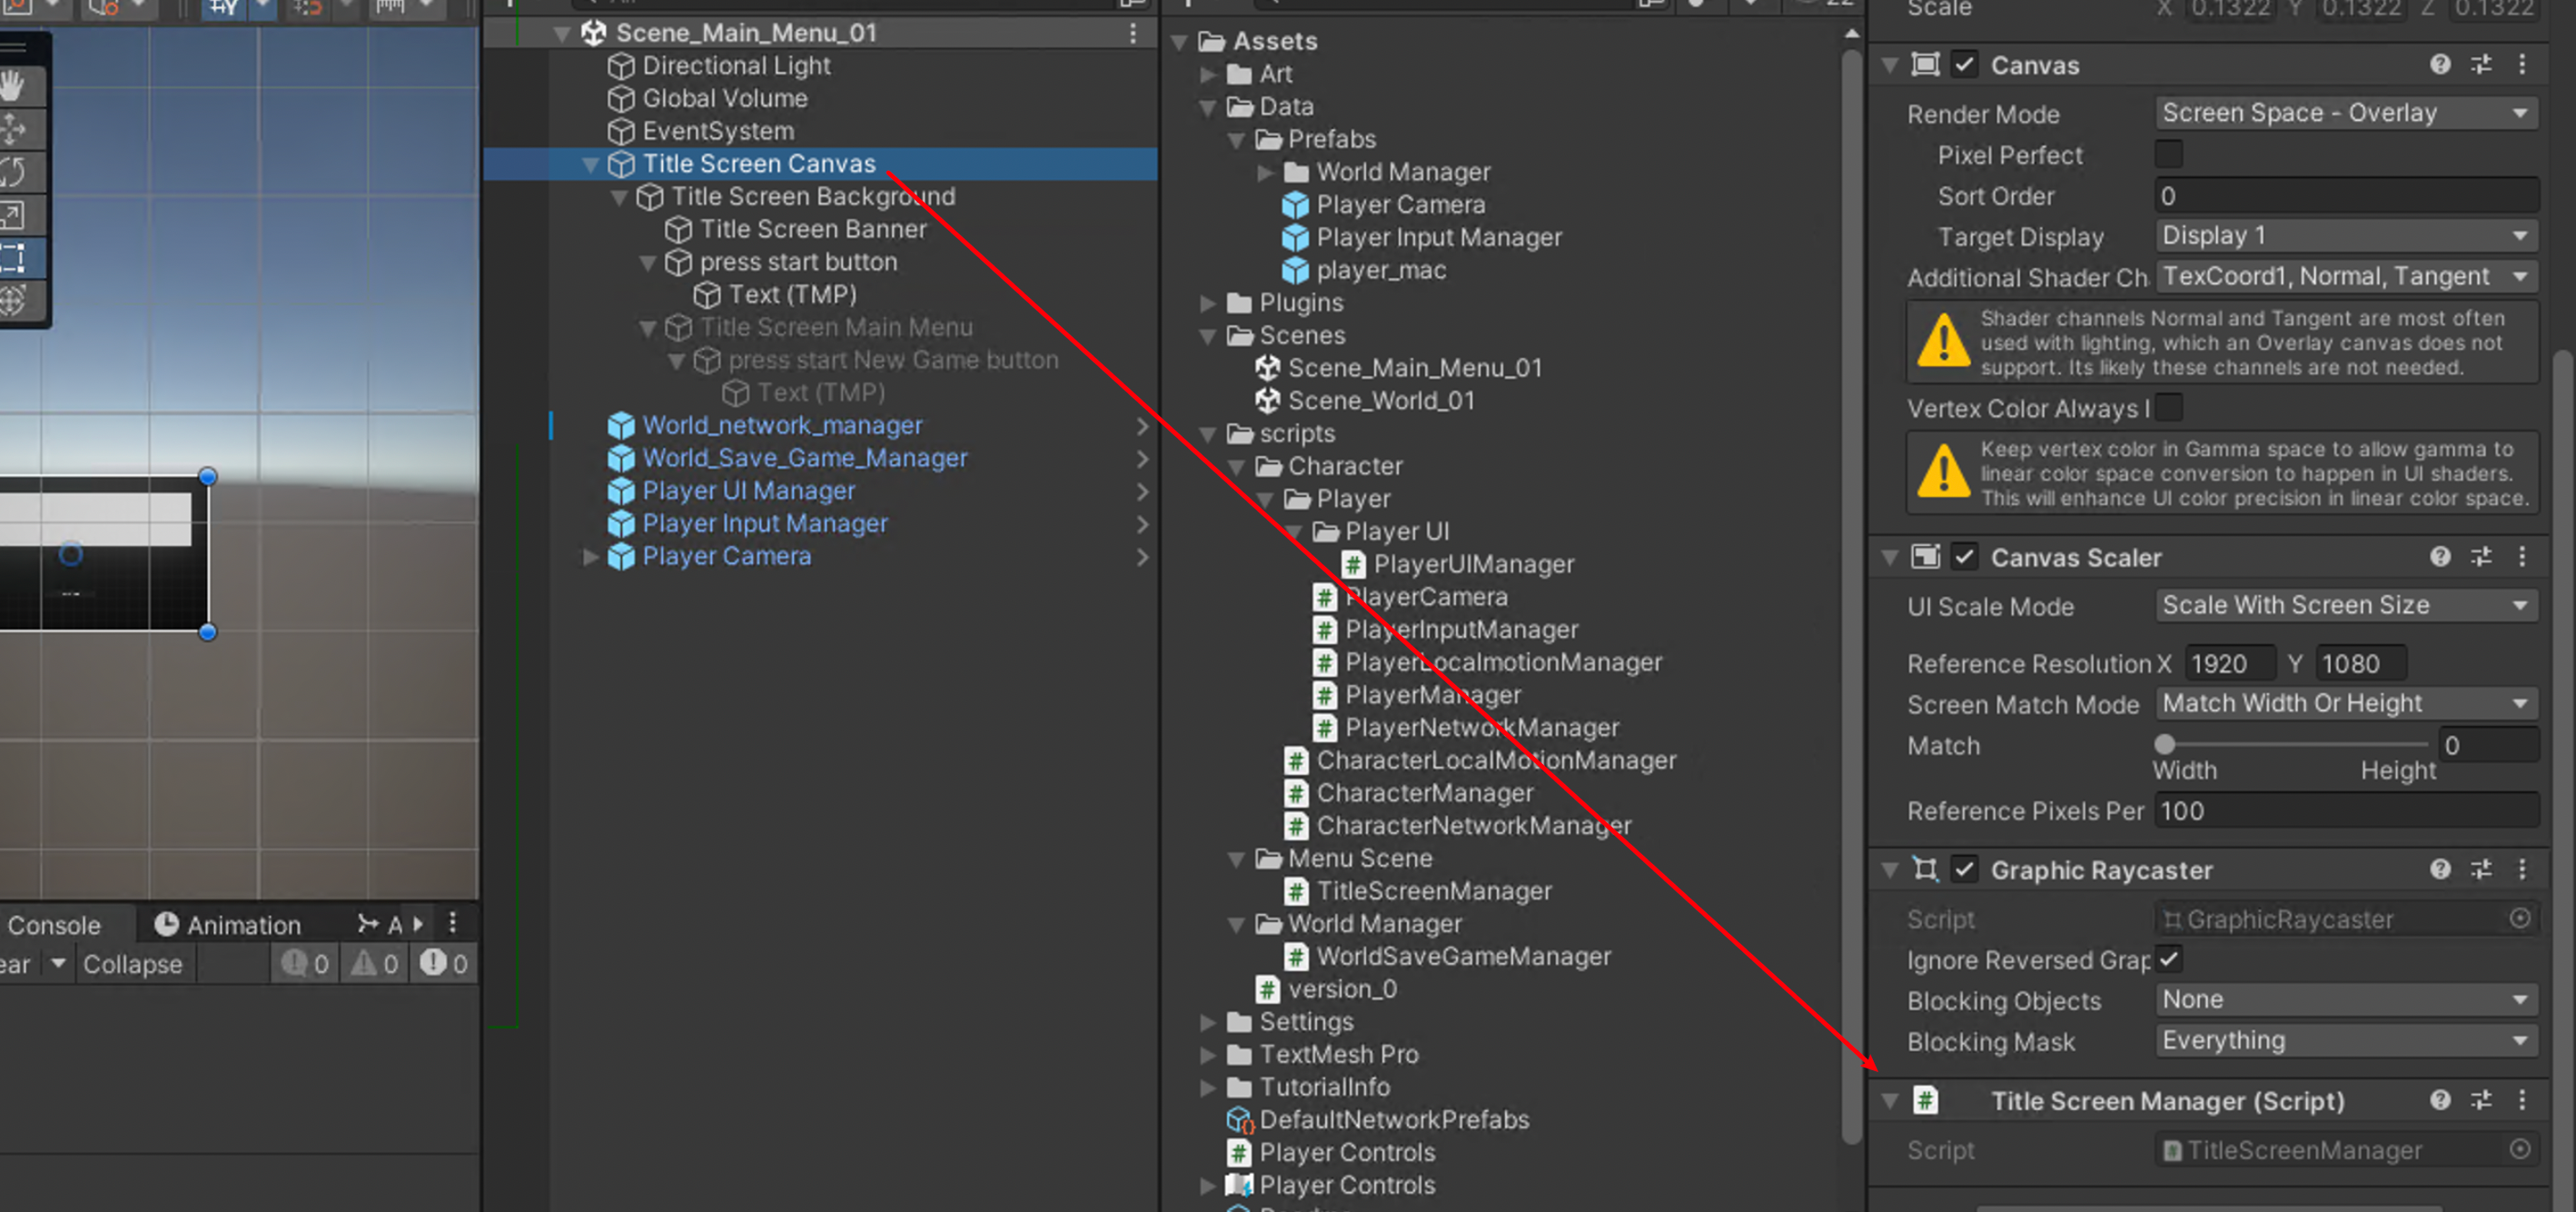 Scene_Main_Menu_01
Directional Light
Global Volume
EventSystem
Title Screen Canvas
Title Screen Background
Title Screen Banner
press start button
Text (TMP)
Title Screen Main Menu
press start New Game button
Text (TMP)
World_network_manager
World_Save_Game_Manager
Player UI Manager
Player Input Manager
Player Camera
Console
Animation
A
ear
Collapse
0
0
0
22
Assets
Art
Data
Prefabs
World Manager
Player Camera
Player Input Manager
player_mac
Plugins
Scenes
Scene_Main_Menu_01
Scene_World_01
scripts
Character
Player
Player UI
PlayerUIManager
PlayerCamera
PlayerInputManager
PlayerLocalmotionManager
PlayerManager
PlayerNetworkManager
CharacterLocalMotionManager
CharacterManager
CharacterNetworkManager
Menu Scene
TitleScreenManager
World Manager
WorldSaveGameManager
version_0
Settings
TextMesh Pro
TutorialInfo
DefaultNetworkPrefabs
Player Controls
Player Controls
Scale X 0.1322 Y 0.1322 Z 0.1322
Canvas
Render Mode Screen Space - Overlay
Pixel Perfect
Sort Order 0
Target Display Display 1
Additional Shader Ch TexCoord1, Normal, Tangent
Shader channels Normal and Tangent are most often
used with lighting, which an Overlay canvas does not
support. Its likely these channels are not needed.
Vertex Color Always I
Keep vertex color in Gamma space to allow gamma to
linear color space conversion to happen in UI shaders.
This will enhance UI color precision in linear color space.
Canvas Scaler
UI Scale Mode Scale With Screen Size
Reference Resolution X 1920 Y 1080
Screen Match Mode Match Width Or Height
Match 0
Width Height
Reference Pixels Per 100
Graphic Raycaster
Script GraphicRaycaster
Ignore Reversed Grap
Blocking Objects None
Blocking Mask Everything
Title Screen Manager (Script)
Script TitleScreenManager